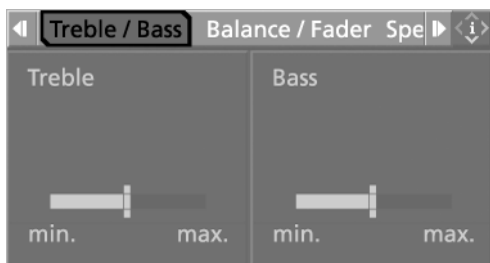 Treble / Bass Balance / Fader Spe i
Treble Bass
min. max. min. max.